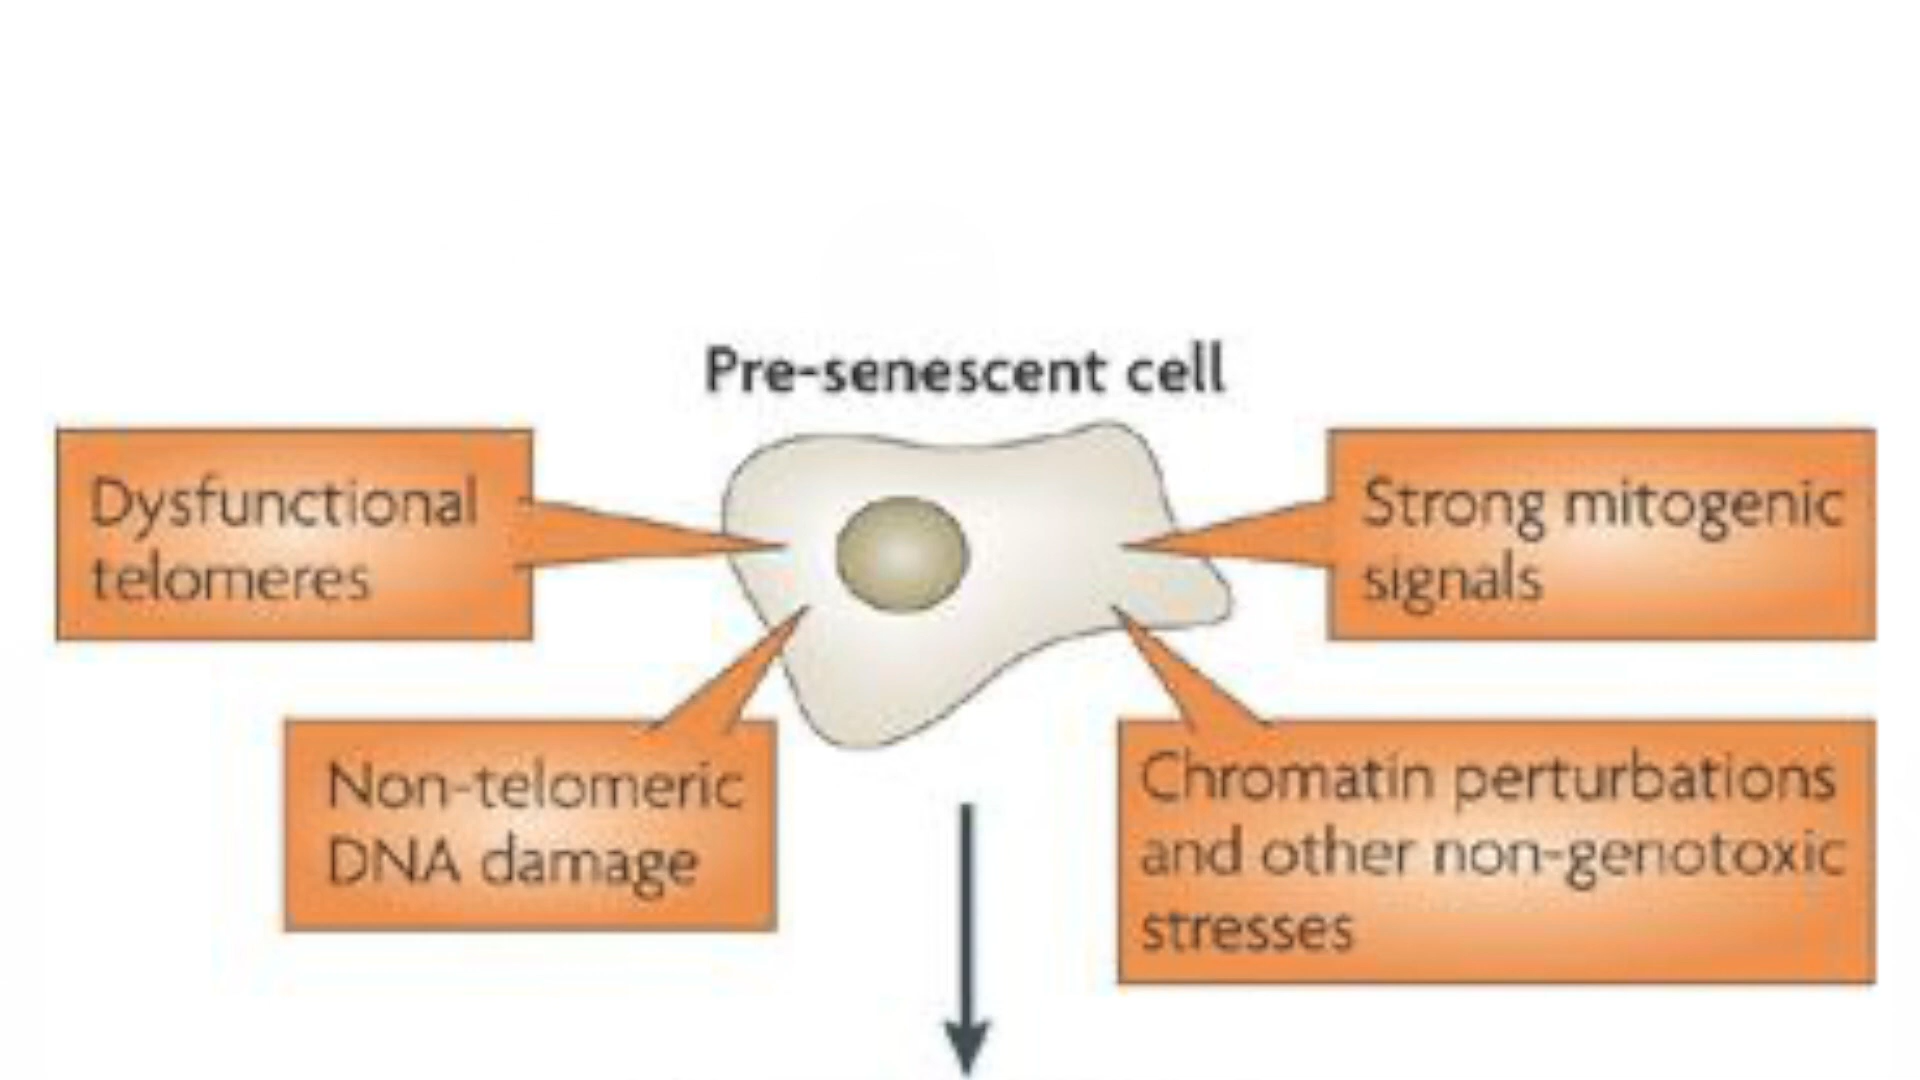 Pre-senescent cell
Dysfunctional
telomeres
Strong mitogenic
signals
Non-telomeric
DNA damage
Chromatin perturbations
and other non-genotoxic
stresses